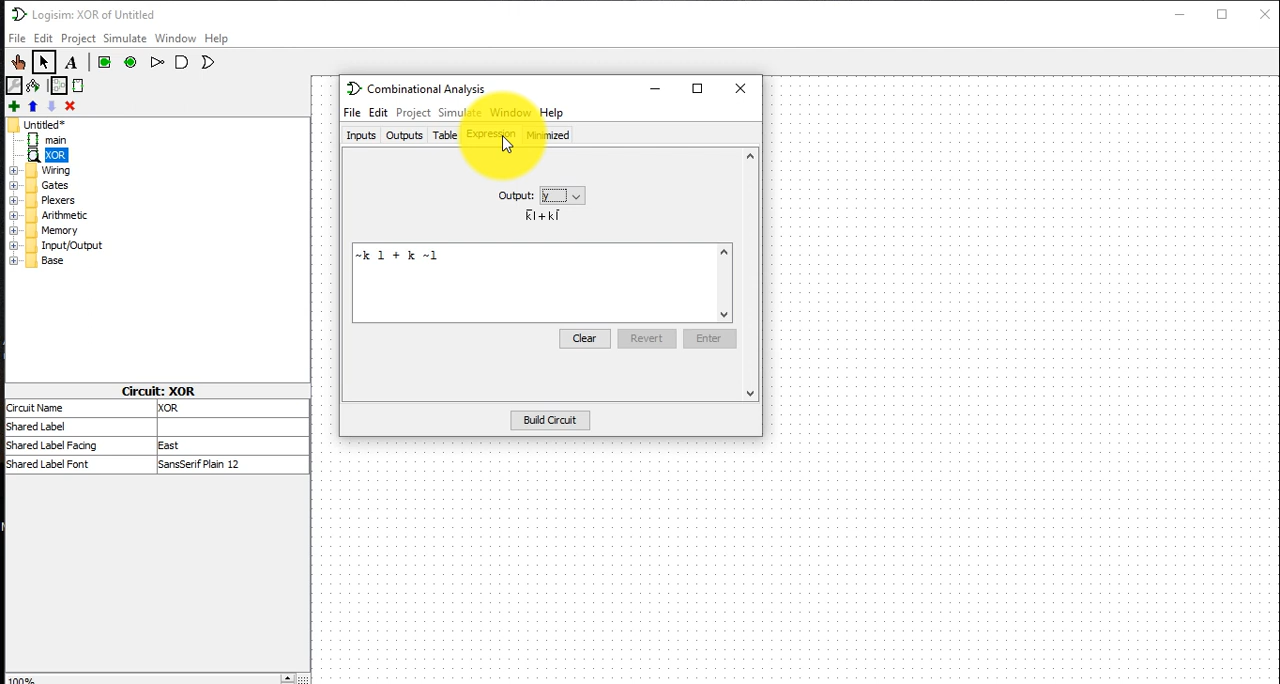 Logisim: XOR of Untitled
File Edit Project Simulate Window Help
A
Untitled*
main
XOR
Wiring
Gates
Plexers
Arithmetic
Memory
Input/Output
Base
Circuit: XOR
Circuit Name XOR
Shared Label
Shared Label Facing East
Shared Label Font SansSerif Plain 12
100%
Combinational Analysis
File Edit Project Simulate Window Help
Inputs Outputs Table Expression Minimized
Output: y
k̅ l + k l̅
~k l + k ~l
Clear Revert Enter
Build Circuit